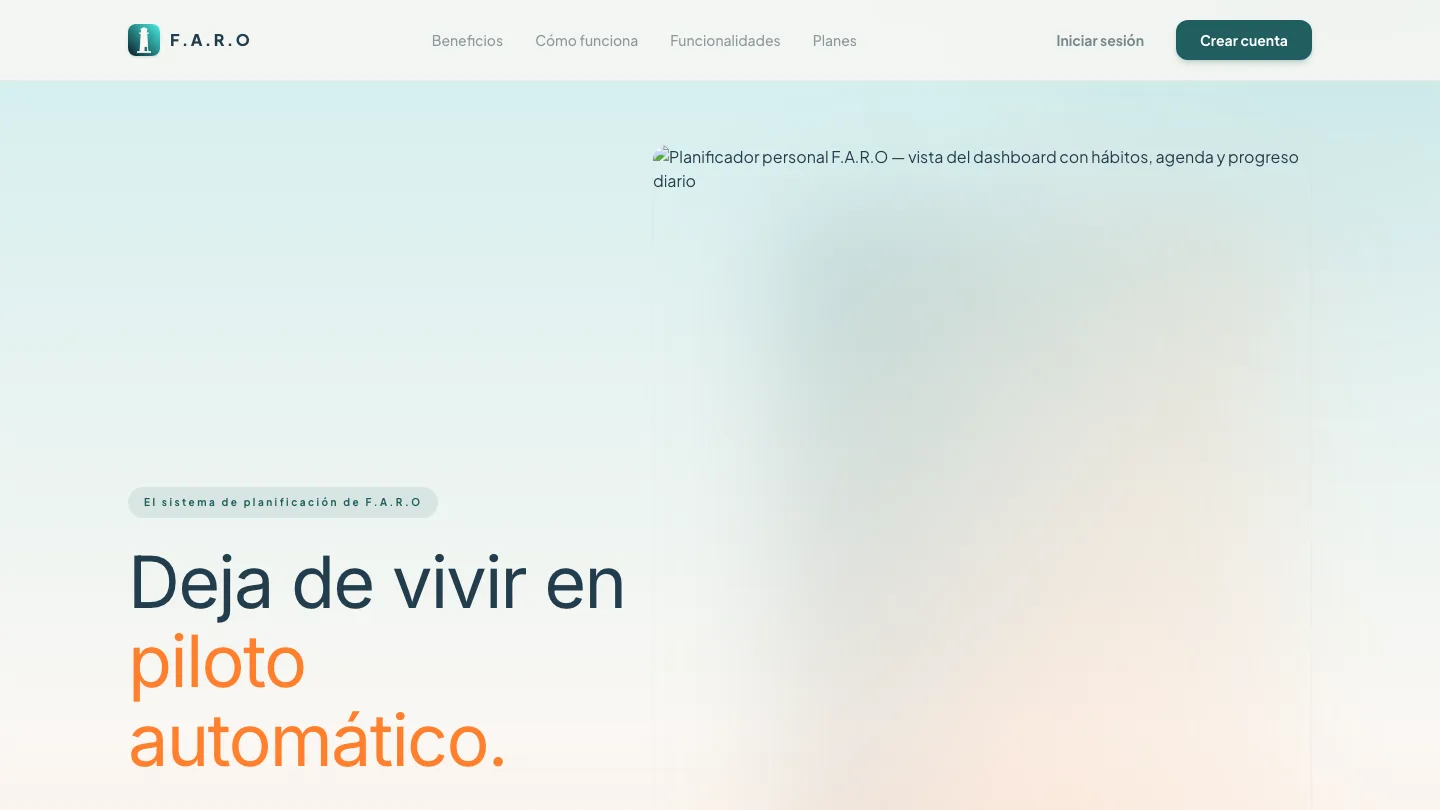 F.A.R.O
Beneficios
Cómo funciona
Funcionalidades
Planes
Iniciar sesión
Crear cuenta
Planificador personal F.A.R.O — vista del dashboard con hábitos, agenda y progreso
diario
El sistema de planificación de F.A.R.O
Deja de vivir en
piloto
automático.